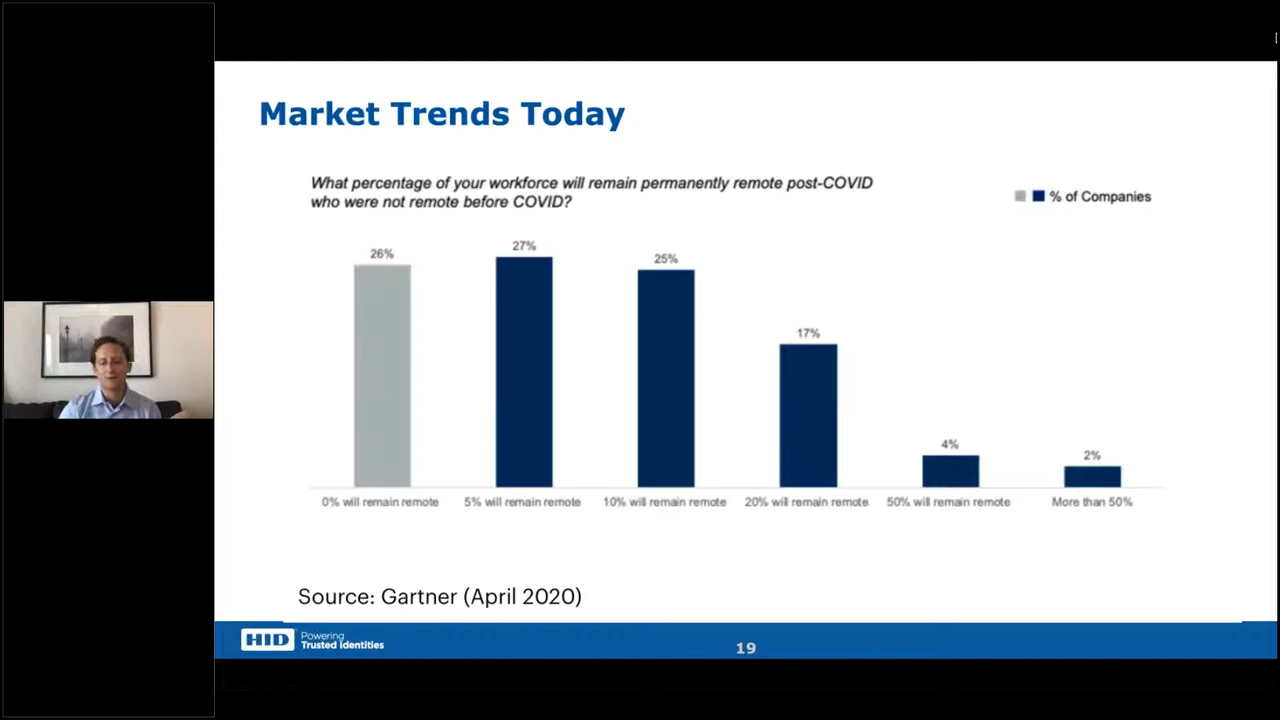 Market Trends Today
What percentage of your workforce will remain permanently remote post-COVID
who were not remote before COVID?
% of Companies
26%
27%
25%
17%
4%
2%
0% will remain remote
5% will remain remote
10% will remain remote
20% will remain remote
50% will remain remote
More than 50%
Source: Gartner (April 2020)
HID
Powering
Trusted Identities
19